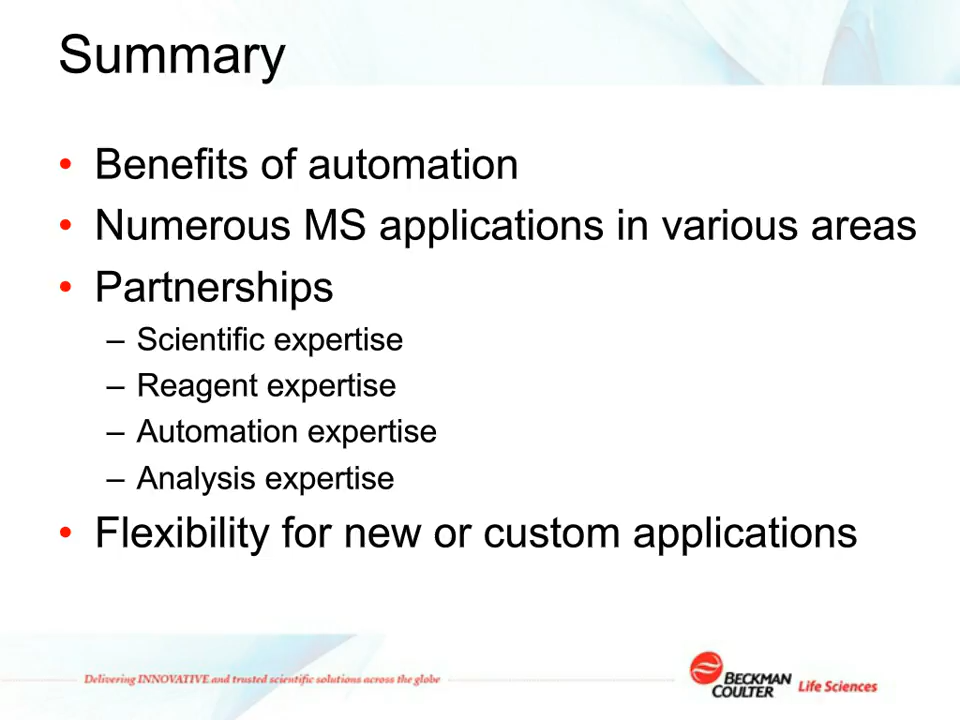 Summary
• Benefits of automation
• Numerous MS applications in various areas
• Partnerships
– Scientific expertise
– Reagent expertise
– Automation expertise
– Analysis expertise
• Flexibility for new or custom applications
Delivering INNOVATIVE and trusted scientific solutions across the globe
BECKMAN
COULTER Life Sciences